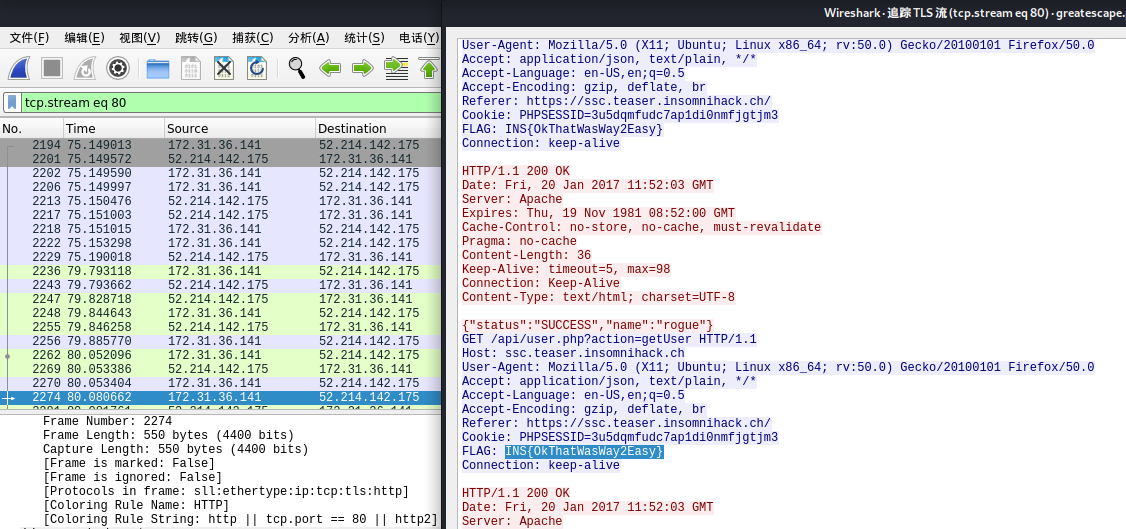 Wireshark · 追踪 TLS 流 (tcp.stream eq 80) · greatescape.
文件(F) 编辑(E) 视图(V) 跳转(G) 捕获(C) 分析(A) 统计(S) 电话(Y)
tcp.stream eq 80
No. Time Source Destination
2194 75.149013 172.31.36.141 52.214.142.175
2201 75.149572 52.214.142.175 172.31.36.141
2202 75.149590 172.31.36.141 52.214.142.175
2206 75.149997 172.31.36.141 52.214.142.175
2213 75.150476 52.214.142.175 172.31.36.141
2217 75.151003 52.214.142.175 172.31.36.141
2218 75.151015 172.31.36.141 52.214.142.175
2222 75.153298 172.31.36.141 52.214.142.175
2229 75.190018 52.214.142.175 172.31.36.141
2236 79.793118 172.31.36.141 52.214.142.175
2243 79.793662 52.214.142.175 172.31.36.141
2247 79.828718 52.214.142.175 172.31.36.141
2248 79.844643 172.31.36.141 52.214.142.175
2255 79.846258 52.214.142.175 172.31.36.141
2256 79.885770 172.31.36.141 52.214.142.175
2262 80.052096 172.31.36.141 52.214.142.175
2269 80.053386 52.214.142.175 172.31.36.141
2270 80.053404 172.31.36.141 52.214.142.175
2274 80.080662 172.31.36.141 52.214.142.175
Frame Number: 2274
Frame Length: 550 bytes (4400 bits)
Capture Length: 550 bytes (4400 bits)
[Frame is marked: False]
[Frame is ignored: False]
[Protocols in frame: sll:ethertype:ip:tcp:tls:http]
[Coloring Rule Name: HTTP]
[Coloring Rule String: http || tcp.port == 80 || http2]
User-Agent: Mozilla/5.0 (X11; Ubuntu; Linux x86_64; rv:50.0) Gecko/20100101 Firefox/50.0
Accept: application/json, text/plain, */*
Accept-Language: en-US,en;q=0.5
Accept-Encoding: gzip, deflate, br
Referer: https://ssc.teaser.insomnihack.ch/
Cookie: PHPSESSID=3u5dqmfudc7ap1di0nmfjgtjm3
FLAG: INS{OkThatWasWay2Easy}
Connection: keep-alive
HTTP/1.1 200 OK
Date: Fri, 20 Jan 2017 11:52:03 GMT
Server: Apache
Expires: Thu, 19 Nov 1981 08:52:00 GMT
Cache-Control: no-store, no-cache, must-revalidate
Pragma: no-cache
Content-Length: 36
Keep-Alive: timeout=5, max=98
Connection: Keep-Alive
Content-Type: text/html; charset=UTF-8
{"status":"SUCCESS","name":"rogue"}
GET /api/user.php?action=getUser HTTP/1.1
Host: ssc.teaser.insomnihack.ch
User-Agent: Mozilla/5.0 (X11; Ubuntu; Linux x86_64; rv:50.0) Gecko/20100101 Firefox/50.0
Accept: application/json, text/plain, */*
Accept-Language: en-US,en;q=0.5
Accept-Encoding: gzip, deflate, br
Referer: https://ssc.teaser.insomnihack.ch/
Cookie: PHPSESSID=3u5dqmfudc7ap1di0nmfjgtjm3
FLAG: INS{OkThatWasWay2Easy}
Connection: keep-alive
HTTP/1.1 200 OK
Date: Fri, 20 Jan 2017 11:52:03 GMT
Server: Apache